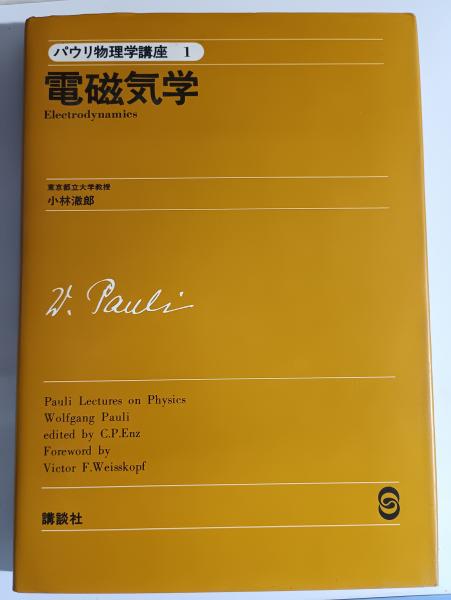 パウリ物理学講座 1
電磁気学
Electrodynamics
東京都立大学教授
小林澈郎
W. Pauli
Pauli Lectures on Physics
Wolfgang Pauli
edited by C.P.Enz
Foreword by
Victor F.Weisskopf
講談社